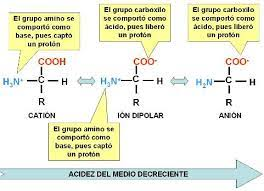 El grupo amino se
comportó como
base, pues captó
un protón
El grupo carboxilo
se comportó como
ácido, pues liberó
un protón
El grupo carboxilo se
comportó como
ácido, pues liberó
un protón
COOH
H₃N⁺ C H
R
CATIÓN
COO⁻
H₃N⁺ C H
R
IÓN DIPOLAR
COO⁻
H₂N C H
R
ANIÓN
El grupo amino se
comportó como
base, pues captó
un protón
ACIDEZ DEL MEDIO DECRECIENTE